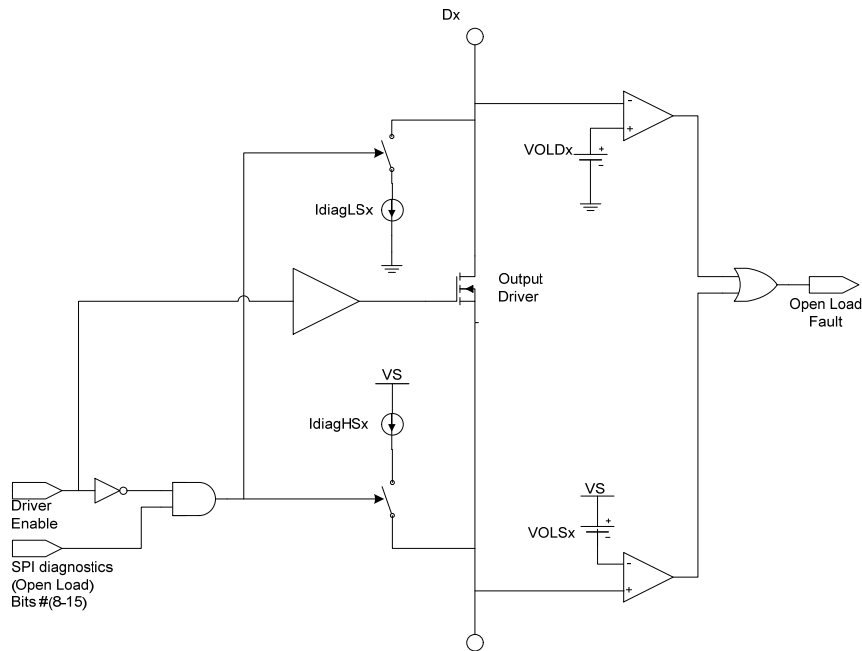 Dx
-
+
VOLDx
+
-
IdiagLSx
Output
Driver
Open Load
Fault
VS
IdiagHSx
Driver
Enable
VS
+
-
VOLSx
-
+
SPI diagnostics
(Open Load)
Bits #(8-15)